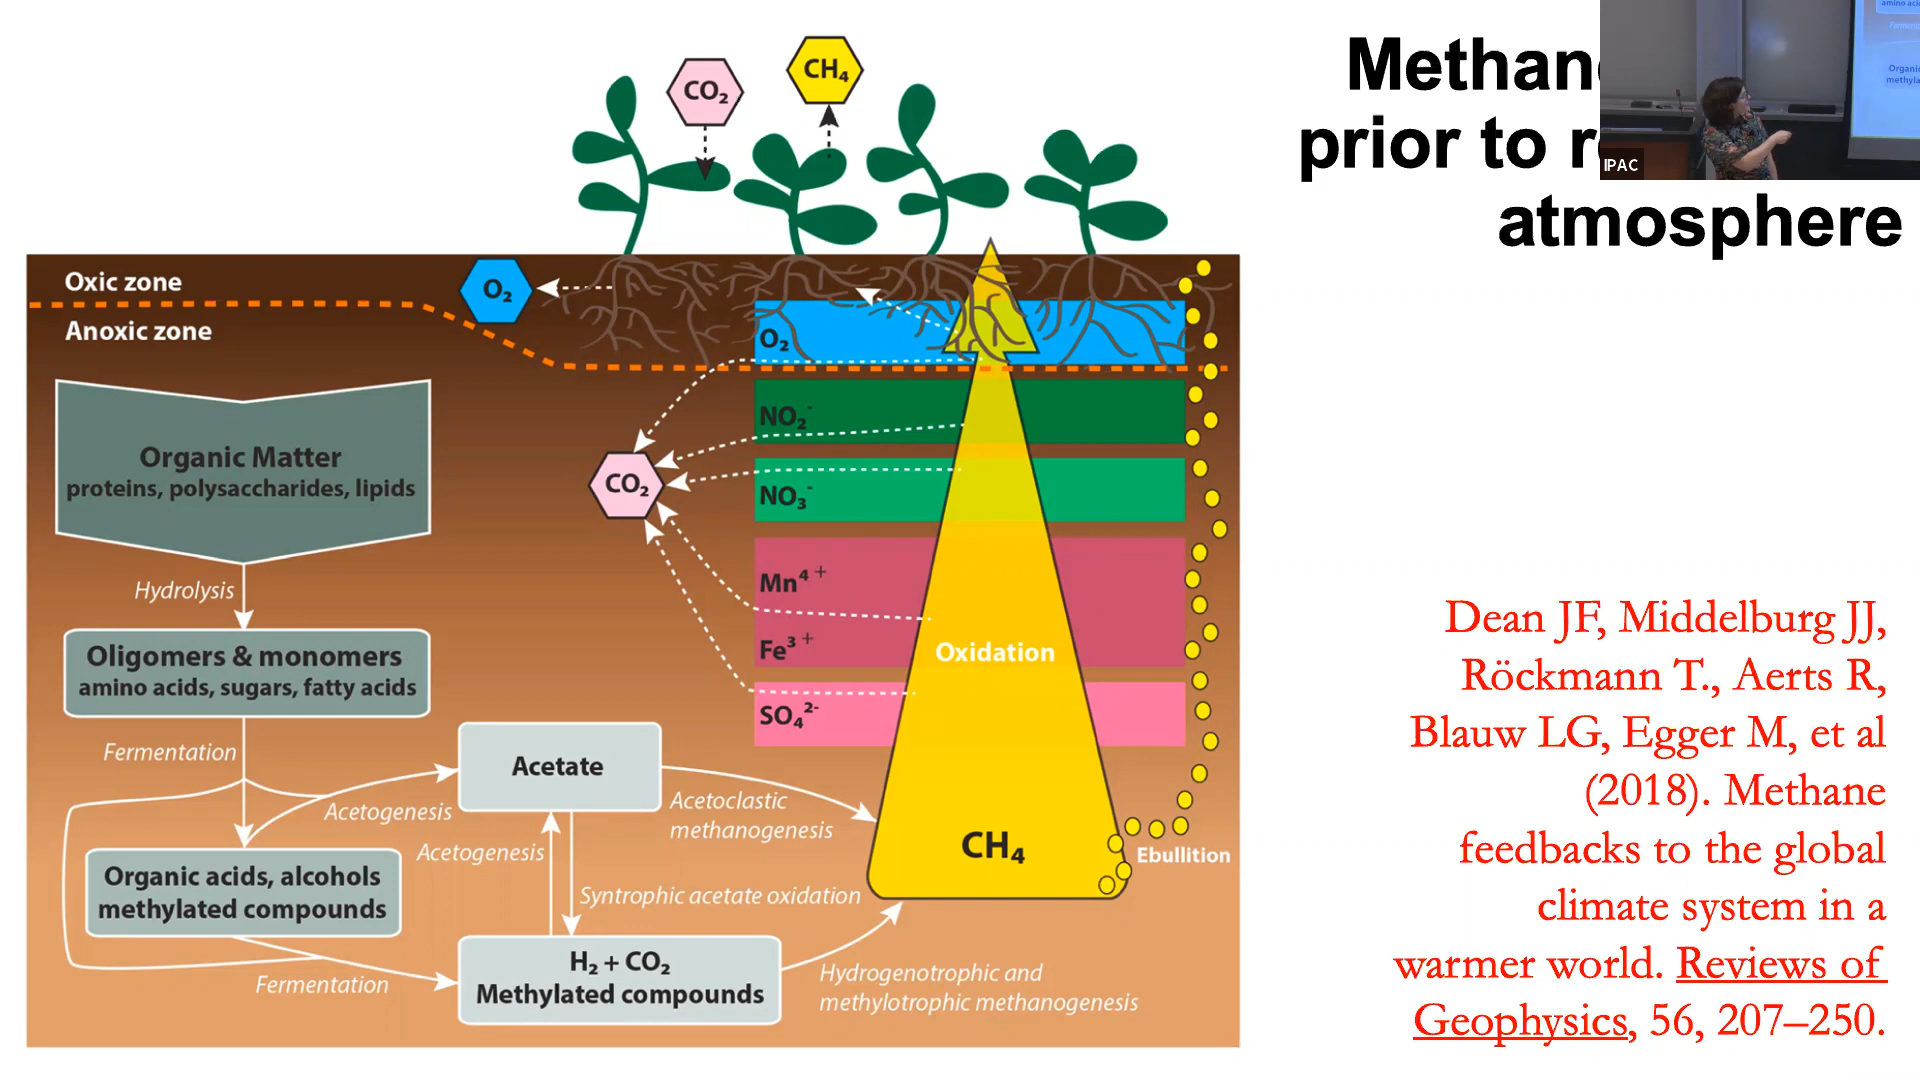 Methan
prior to r
atmosphere
IPAC
amino aci
Organic
methyla
CO₂
CH₄
Oxic zone
Anoxic zone
O₂
O₂
NO₂⁻
NO₃⁻
Mn⁴⁺
Fe³⁺
SO₄²⁻
CO₂
Oxidation
CH₄
Ebullition
Organic Matter
proteins, polysaccharides, lipids
Hydrolysis
Oligomers & monomers
amino acids, sugars, fatty acids
Fermentation
Acetogenesis
Acetate
Acetoclastic
methanogenesis
Acetogenesis
Syntrophic acetate oxidation
Organic acids, alcohols
methylated compounds
Fermentation
H₂ + CO₂
Methylated compounds
Hydrogenotrophic and
methylotrophic methanogenesis
Dean JF, Middelburg JJ,
Röckmann T., Aerts R,
Blauw LG, Egger M, et al
(2018). Methane
feedbacks to the global
climate system in a
warmer world. Reviews of
Geophysics, 56, 207–250.